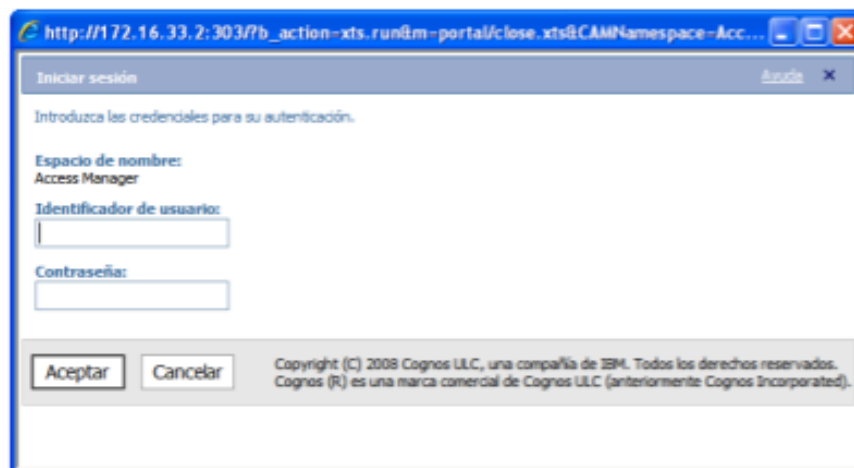 http://172.16.33.2:303/?b_action=xts.run&m=portal/close.xts&CAMNamespace=Acc...
Iniciar sesión
Ayuda
Introduzca las credenciales para su autenticación.
Espacio de nombre:
Access Manager
Identificador de usuario:
Contraseña:
Aceptar
Cancelar
Copyright (C) 2008 Cognos ULC, una compañía de IBM. Todos los derechos reservados.
Cognos (R) es una marca comercial de Cognos ULC (anteriormente Cognos Incorporated).